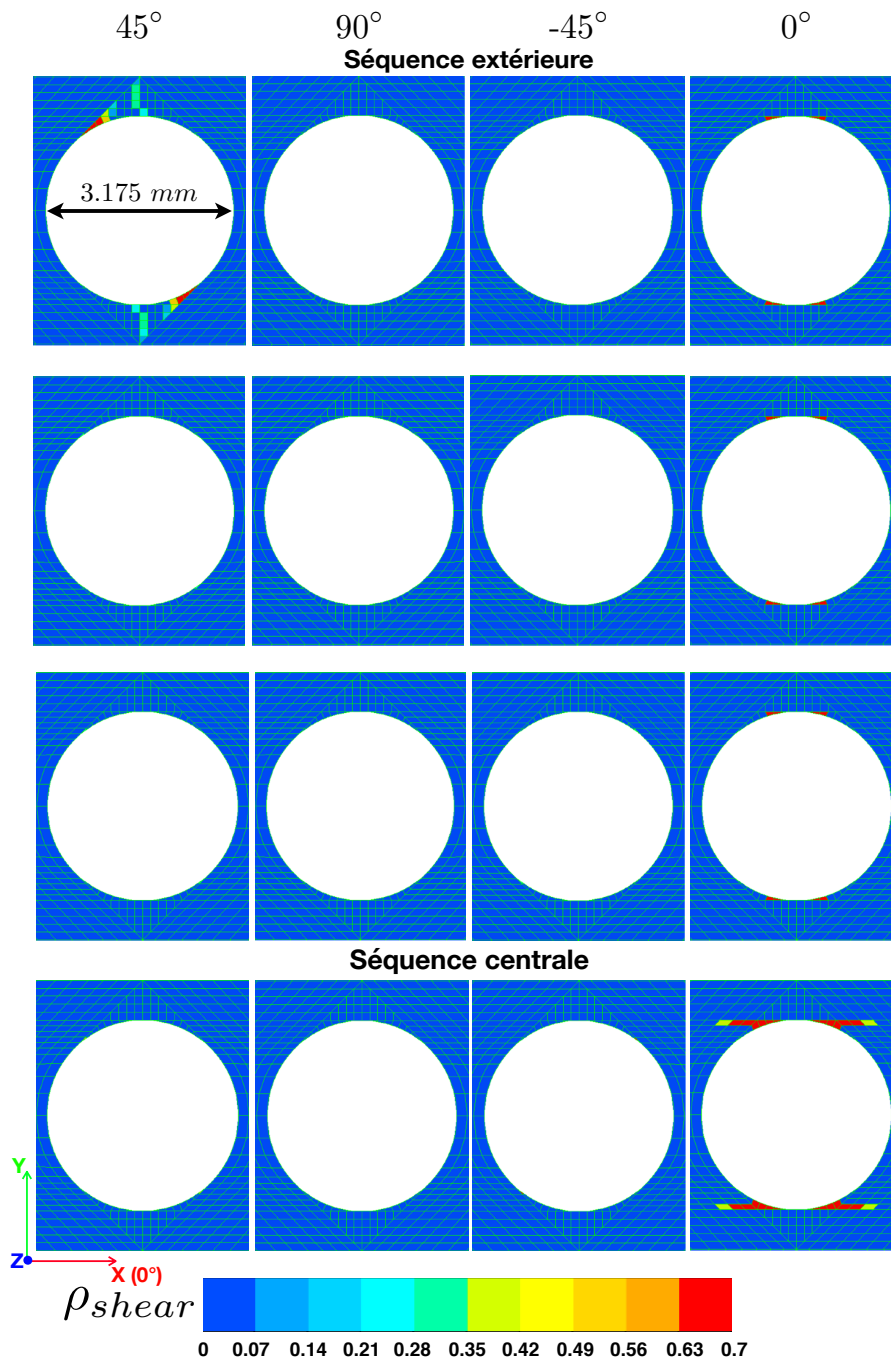 45° 90° -45° 0°
Séquence extérieure
3.175 mm
Séquence centrale
Y
Z
X (0°)
ρshear
0 0.07 0.14 0.21 0.28 0.35 0.42 0.49 0.56 0.63 0.7